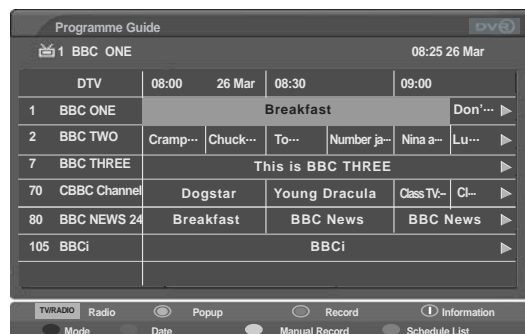 Programme Guide DVR
1 BBC ONE 08:25 26 Mar
DTV 08:00 26 Mar 08:30 09:00
1 BBC ONE Breakfast Don'···
2 BBC TWO Cramp··· Chuck··· To··· Number ja··· Nina a··· Lu···
7 BBC THREE This is BBC THREE
70 CBBC Channel Dogstar Young Dracula Class TV:·· Cl···
80 BBC NEWS 24 Breakfast BBC News BBC News
105 BBCi BBCi
TV/RADIO Radio Popup Record Information
Mode Date Manual Record Schedule List